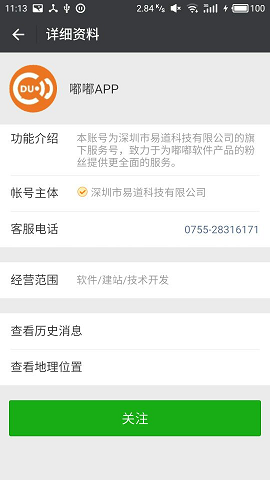 11:13 2.84 K/s 100
详细资料
DU
嘟嘟APP
功能介绍 本账号为深圳市易道科技有限公司的旗
下服务号，致力于为嘟嘟软件产品的粉
丝提供更全面的服务。
帐号主体 深圳市易道科技有限公司
客服电话 0755-28316171
经营范围 软件/建站/技术开发
查看历史消息
查看地理位置
关注